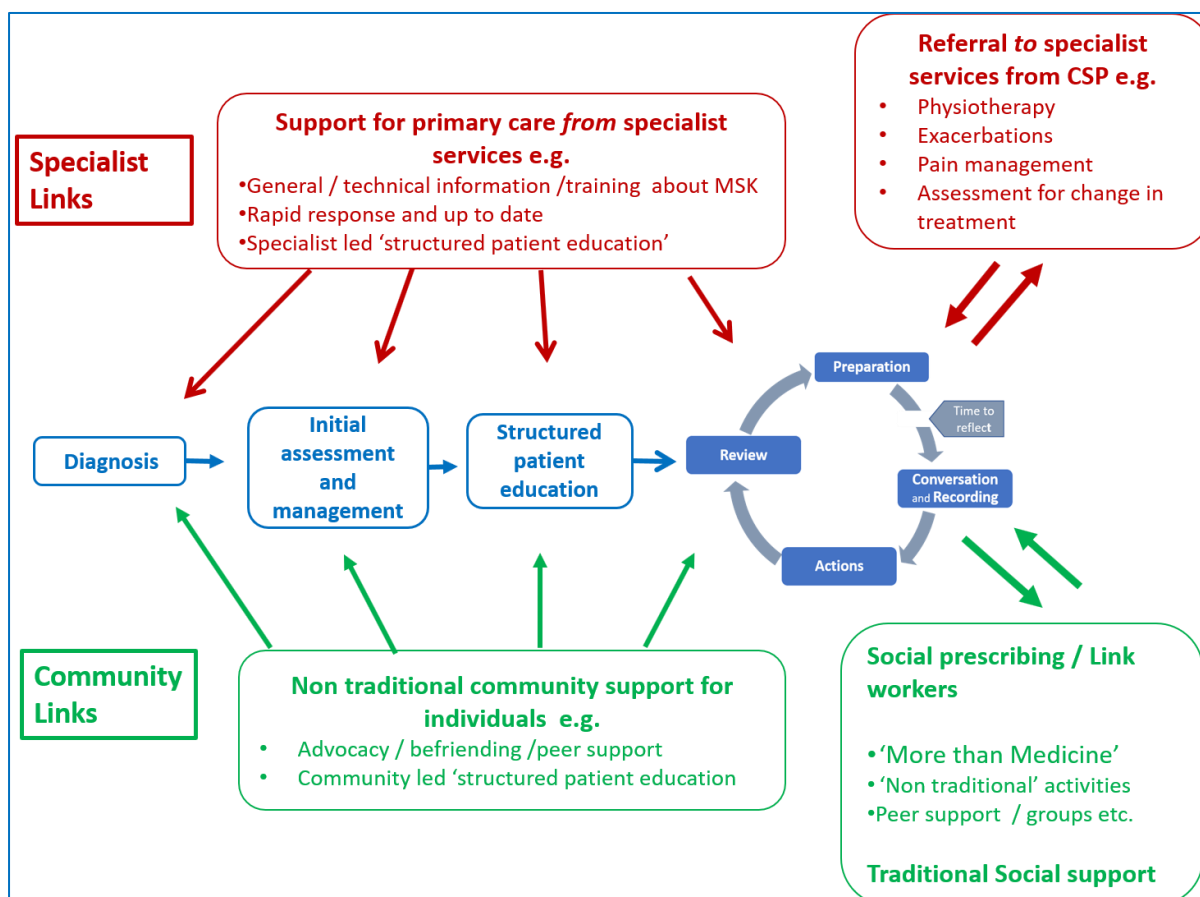 Specialist
Links
Support for primary care from specialist
services e.g.
•General / technical information /training about MSK
•Rapid response and up to date
•Specialist led ‘structured patient education’
Referral to specialist
services from CSP e.g.
• Physiotherapy
• Exacerbations
• Pain management
• Assessment for change in
treatment
Diagnosis
Initial
assessment
and
management
Structured
patient
education
Preparation
Time to
reflect
Conversation
and Recording
Actions
Review
Community
Links
Non traditional community support for
individuals e.g.
• Advocacy / befriending /peer support
• Community led ‘structured patient education
Social prescribing / Link
workers
•‘More than Medicine’
•‘Non traditional’ activities
•Peer support / groups etc.
Traditional Social support